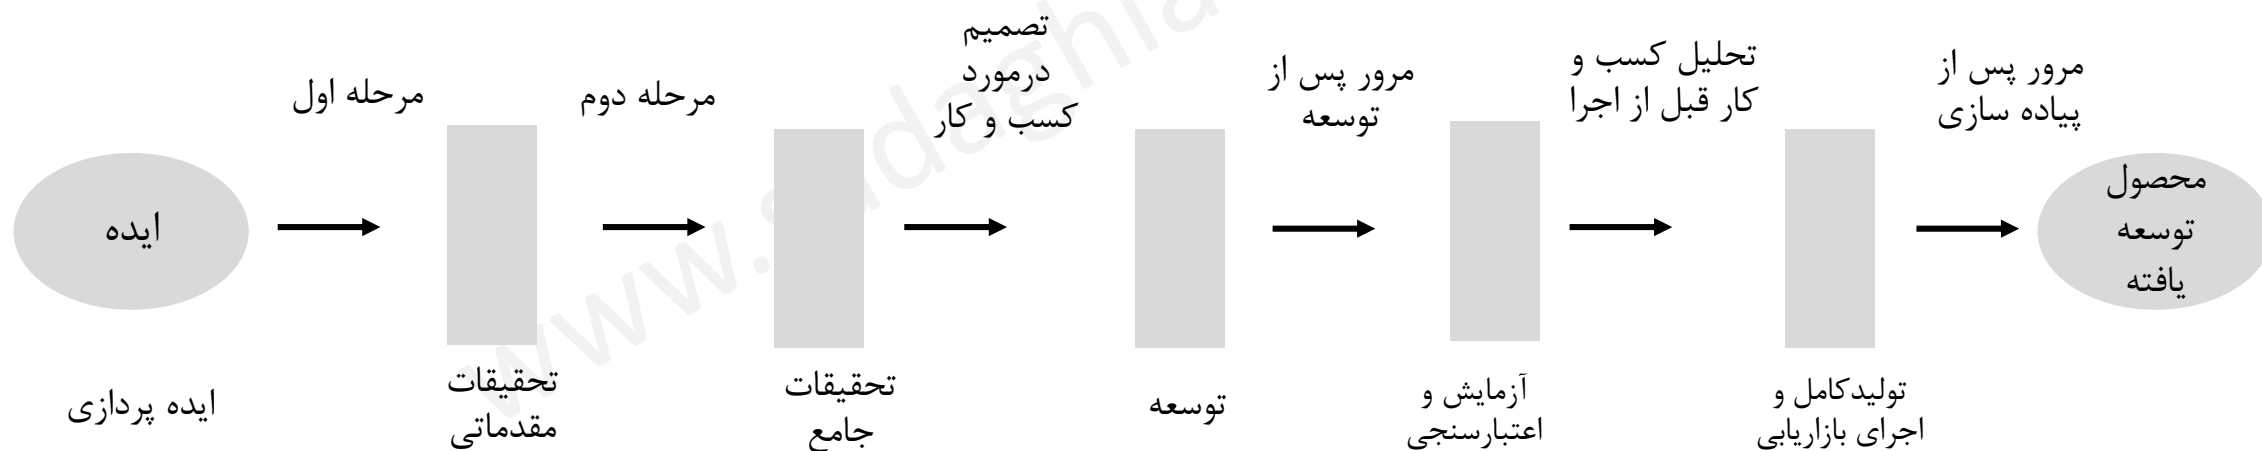 ایده
ایده پردازی
مرحله اول
تحقیقات
مقدماتی
مرحله دوم
تحقیقات
جامع
تصمیم
درمورد
کسب و کار
توسعه
مرور پس از
توسعه
آزمایش و
اعتبارسنجی
تحلیل کسب و
کار قبل از اجرا
تولیدکامل و
اجرای بازاریابی
مرور پس از
پیاده سازی
محصول
توسعه
یافته